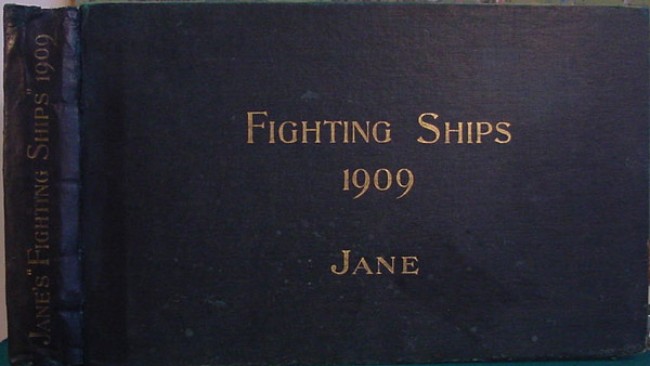 JANE'S "FIGHTING SHIPS" 1909
FIGHTING SHIPS
1909
JANE